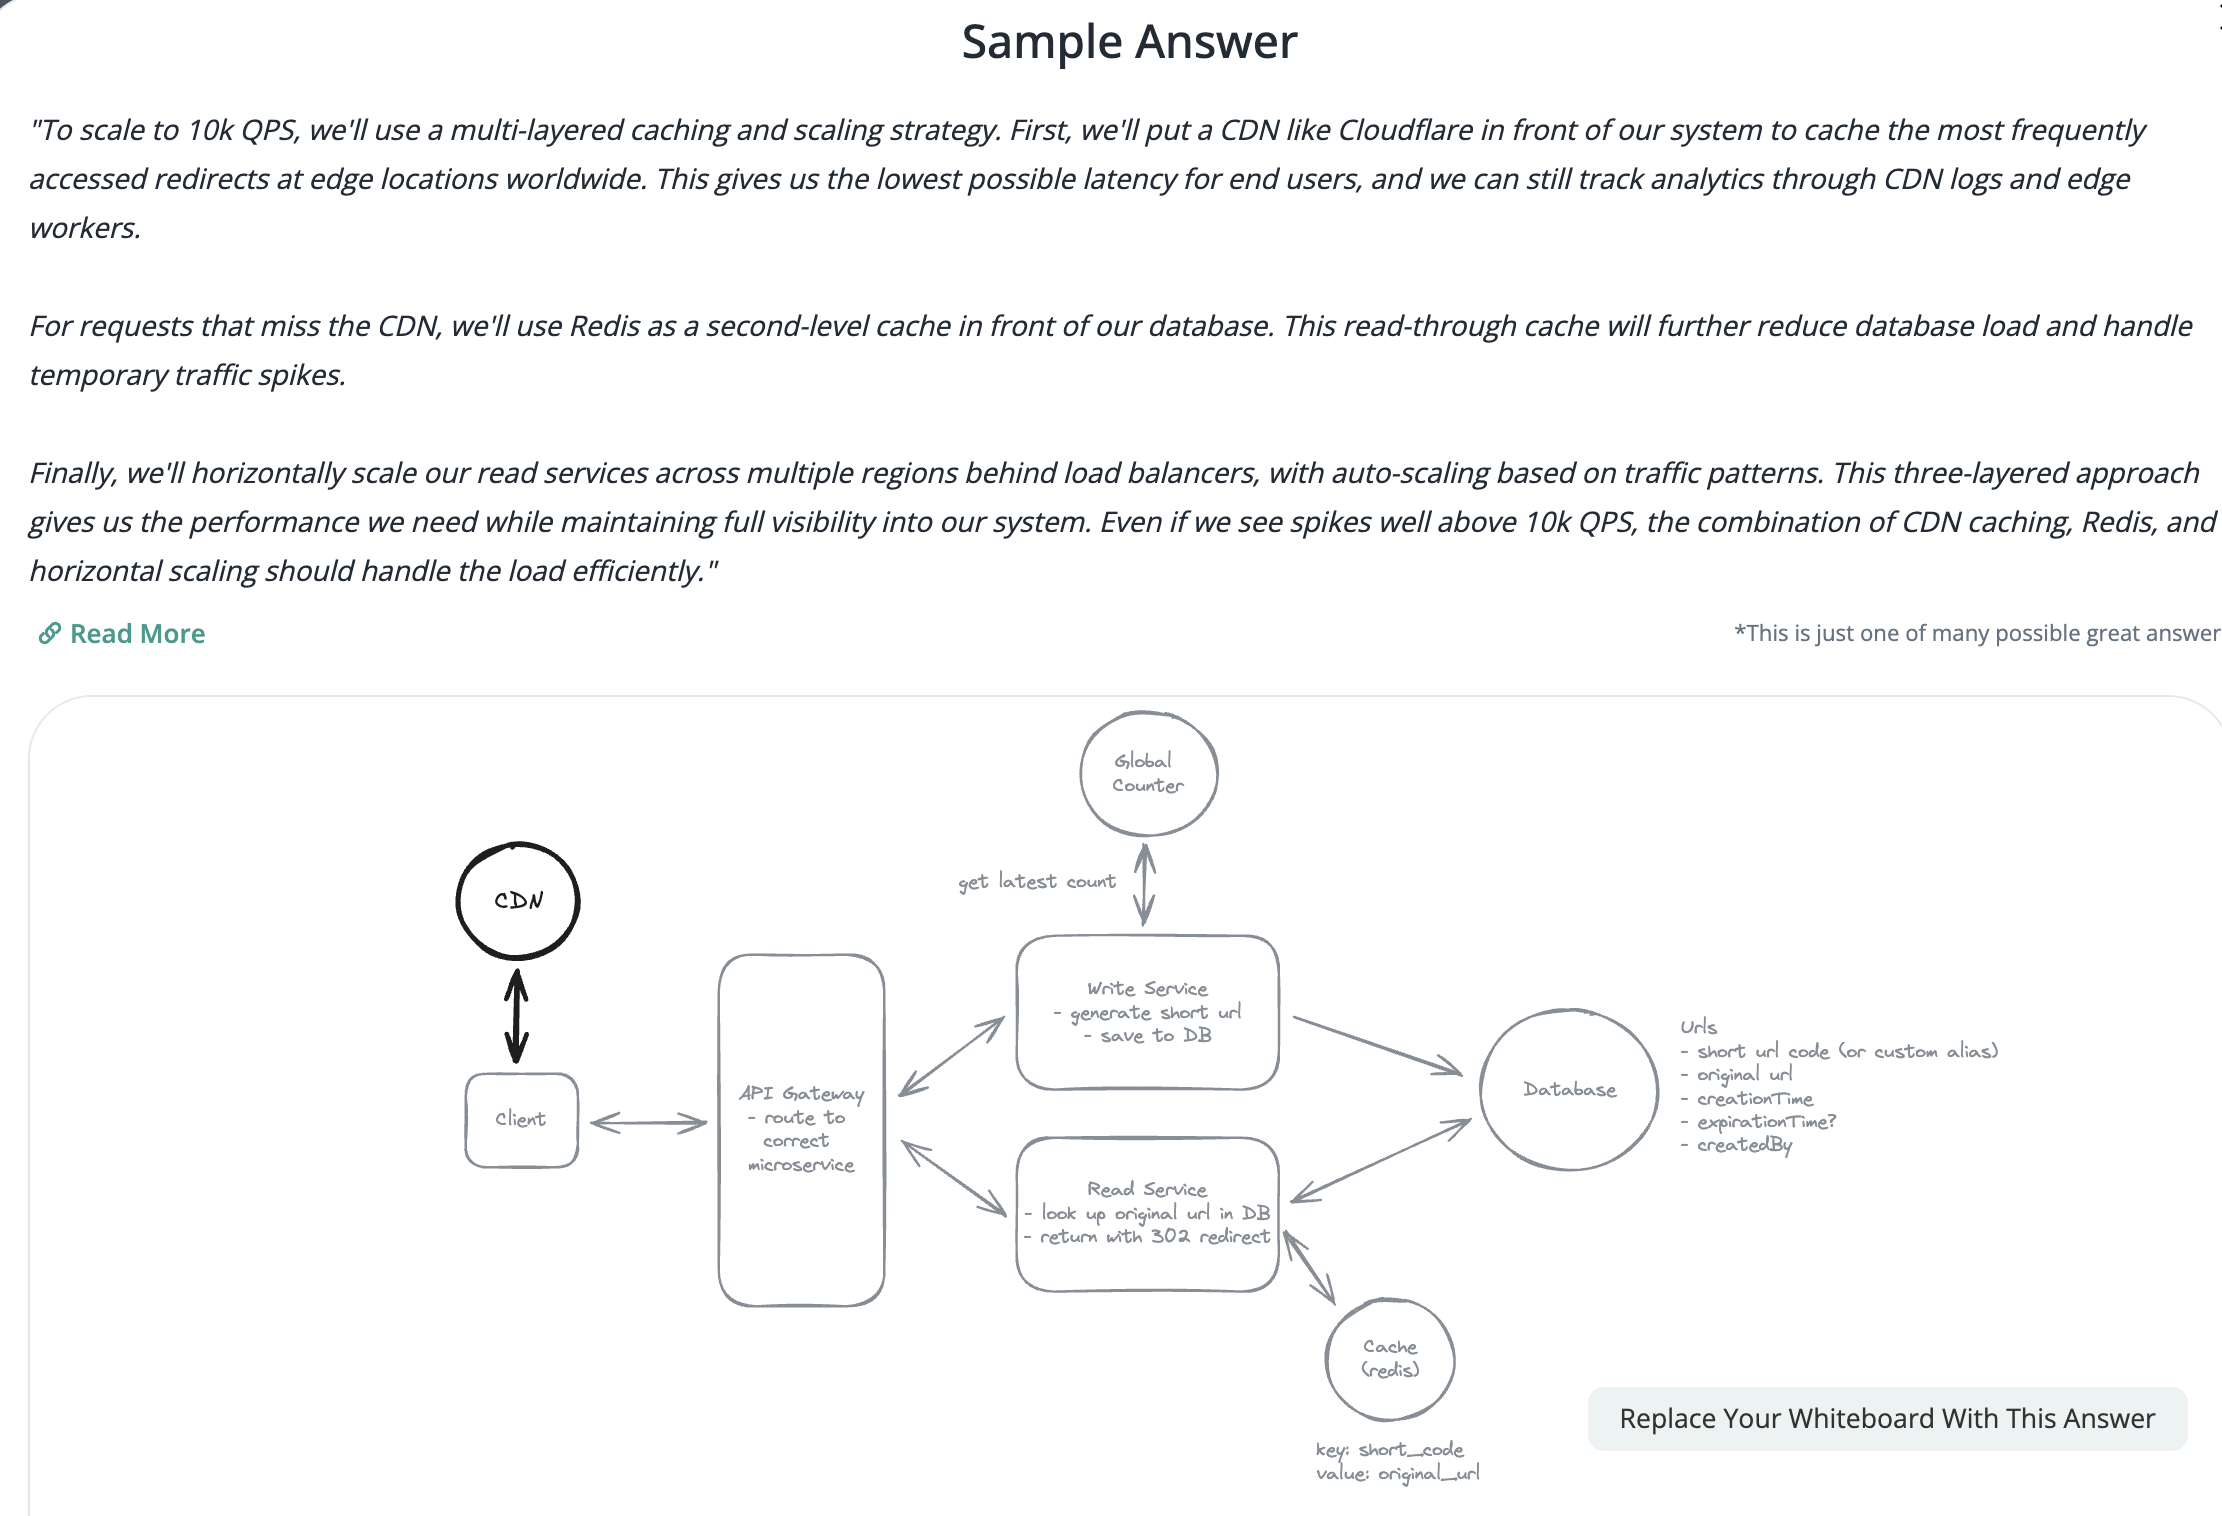 Sample Answer
"To scale to 10k QPS, we'll use a multi-layered caching and scaling strategy. First, we'll put a CDN like Cloudflare in front of our system to cache the most frequently
accessed redirects at edge locations worldwide. This gives us the lowest possible latency for end users, and we can still track analytics through CDN logs and edge
workers.
For requests that miss the CDN, we'll use Redis as a second-level cache in front of our database. This read-through cache will further reduce database load and handle
temporary traffic spikes.
Finally, we'll horizontally scale our read services across multiple regions behind load balancers, with auto-scaling based on traffic patterns. This three-layered approach
gives us the performance we need while maintaining full visibility into our system. Even if we see spikes well above 10k QPS, the combination of CDN caching, Redis, and
horizontal scaling should handle the load efficiently."
Read More
*This is just one of many possible great answer
Global
Counter
get latest count
CDN
Client
API Gateway
- route to
correct
microservice
Write Service
- generate short url
- save to DB
Read Service
- look up original url in DB
- return with 302 redirect
Database
Urls
- short url code (or custom alias)
- original url
- creationTime
- expirationTime?
- createdBy
Cache
(redis)
key: short_code
value: original_url
Replace Your Whiteboard With This Answer